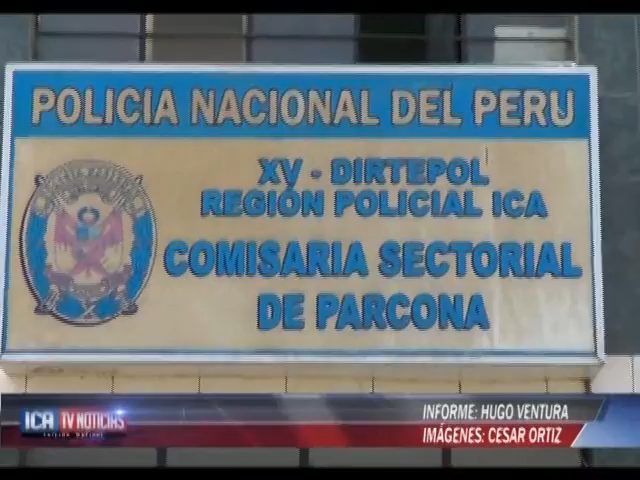 POLICIA NACIONAL DEL PERU
XV - DIRTEPOL
REGIÓN POLICIAL ICA
COMISARIA SECTORIAL
DE PARCONA
ICA TV NOTICIAS
INFORME: HUGO VENTURA
IMÁGENES: CESAR ORTIZ